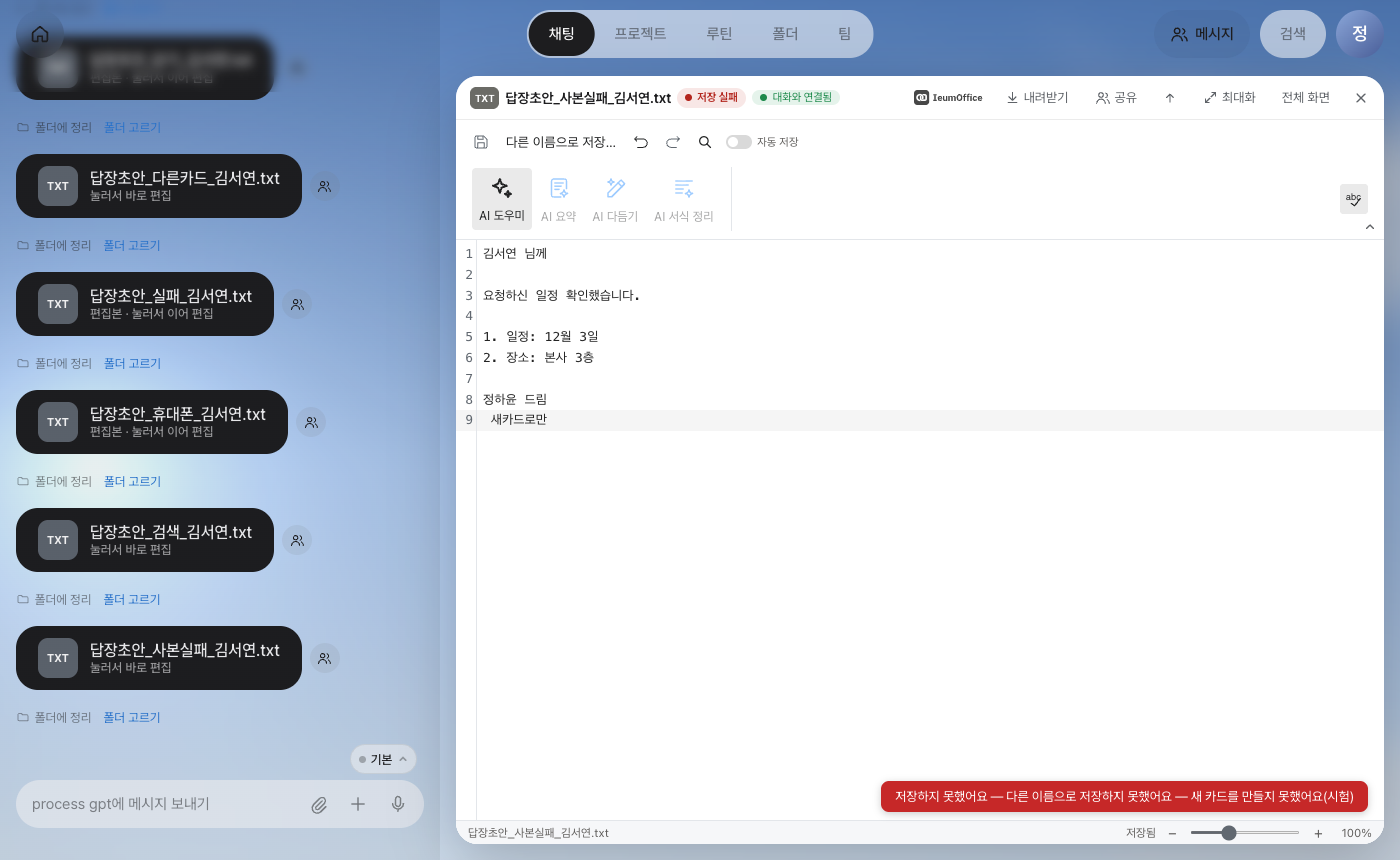 채팅
프로젝트
루틴
폴더
팀
메시지
검색
정
폴더에 정리 폴더 고르기
TXT
답장초안_다른카드_김서연.txt
눌러서 바로 편집
폴더에 정리 폴더 고르기
TXT
답장초안_실패_김서연.txt
편집본 · 눌러서 이어 편집
폴더에 정리 폴더 고르기
TXT
답장초안_휴대폰_김서연.txt
편집본 · 눌러서 이어 편집
폴더에 정리 폴더 고르기
TXT
답장초안_검색_김서연.txt
눌러서 바로 편집
폴더에 정리 폴더 고르기
TXT
답장초안_사본실패_김서연.txt
눌러서 바로 편집
폴더에 정리 폴더 고르기
기본
process gpt에 메시지 보내기
TXT 답장초안_사본실패_김서연.txt 저장 실패 대화와 연결됨 IeumOffice 내려받기 공유 최대화 전체 화면
다른 이름으로 저장... 자동 저장
AI 도우미 AI 요약 AI 다듬기 AI 서식 정리 abc
1 김서연 님께
2
3 요청하신 일정 확인했습니다.
4
5 1. 일정: 12월 3일
6 2. 장소: 본사 3층
7
8 정하윤 드림
9 새카드로만
저장하지 못했어요 — 다른 이름으로 저장하지 못했어요 — 새 카드를 만들지 못했어요(시험)
답장초안_사본실패_김서연.txt 저장됨 − + 100%